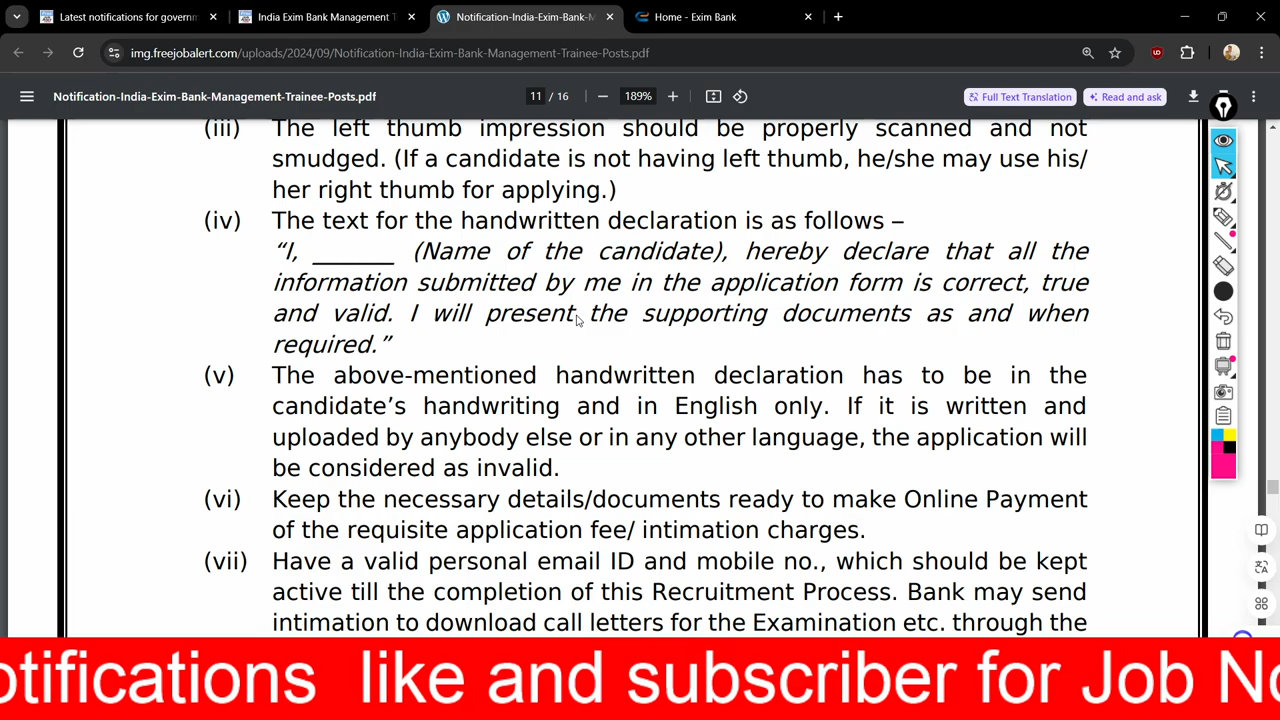 Latest notifications for governm
India Exim Bank Management T
Notification-India-Exim-Bank-M
Home - Exim Bank
img.freejobalert.com/uploads/2024/09/Notification-India-Exim-Bank-Management-Trainee-Posts.pdf
Notification-India-Exim-Bank-Management-Trainee-Posts.pdf
11 / 16
189%
Full Text Translation
Read and ask
(iii) The left thumb impression should be properly scanned and not
smudged. (If a candidate is not having left thumb, he/she may use his/
her right thumb for applying.)
(iv) The text for the handwritten declaration is as follows –
“I, _______ (Name of the candidate), hereby declare that all the
information submitted by me in the application form is correct, true
and valid. I will present the supporting documents as and when
required.”
(v) The above-mentioned handwritten declaration has to be in the
candidate’s handwriting and in English only. If it is written and
uploaded by anybody else or in any other language, the application will
be considered as invalid.
(vi) Keep the necessary details/documents ready to make Online Payment
of the requisite application fee/ intimation charges.
(vii) Have a valid personal email ID and mobile no., which should be kept
active till the completion of this Recruitment Process. Bank may send
intimation to download call letters for the Examination etc. through the
otifications like and subscriber for Job No